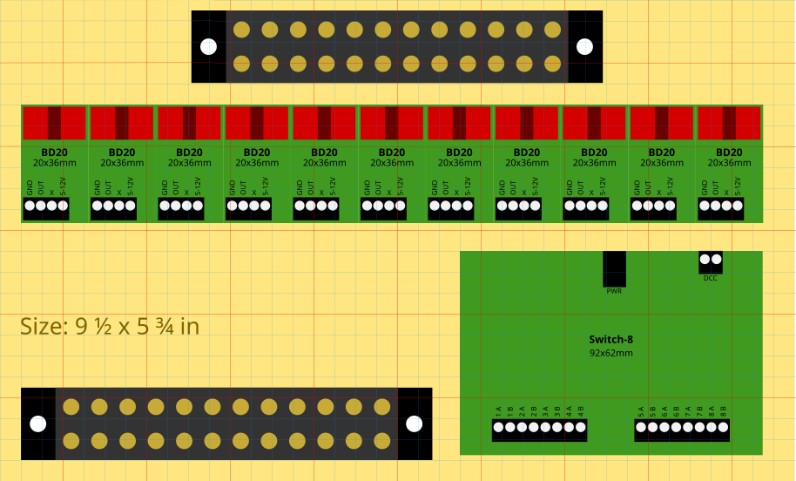 BD20 BD20 BD20 BD20 BD20 BD20 BD20 BD20 BD20 BD20 BD20
20x36mm 20x36mm 20x36mm 20x36mm 20x36mm 20x36mm 20x36mm 20x36mm 20x36mm 20x36mm 20x36mm
GND OUT X 5-12V GND OUT X 5-12V GND OUT X 5-12V GND OUT X 5-12V GND OUT X 5-12V GND OUT X 5-12V GND OUT X 5-12V GND OUT X 5-12V GND OUT X 5-12V GND OUT X 5-12V GND OUT X 5-12V
PWR DCC
Size: 9 ½ x 5 ¾ in
Switch-8
92x62mm
1A 1B 2A 2B 3A 3B 4A 4B 5A 5B 6A 6B 7A 7B 8A 8B